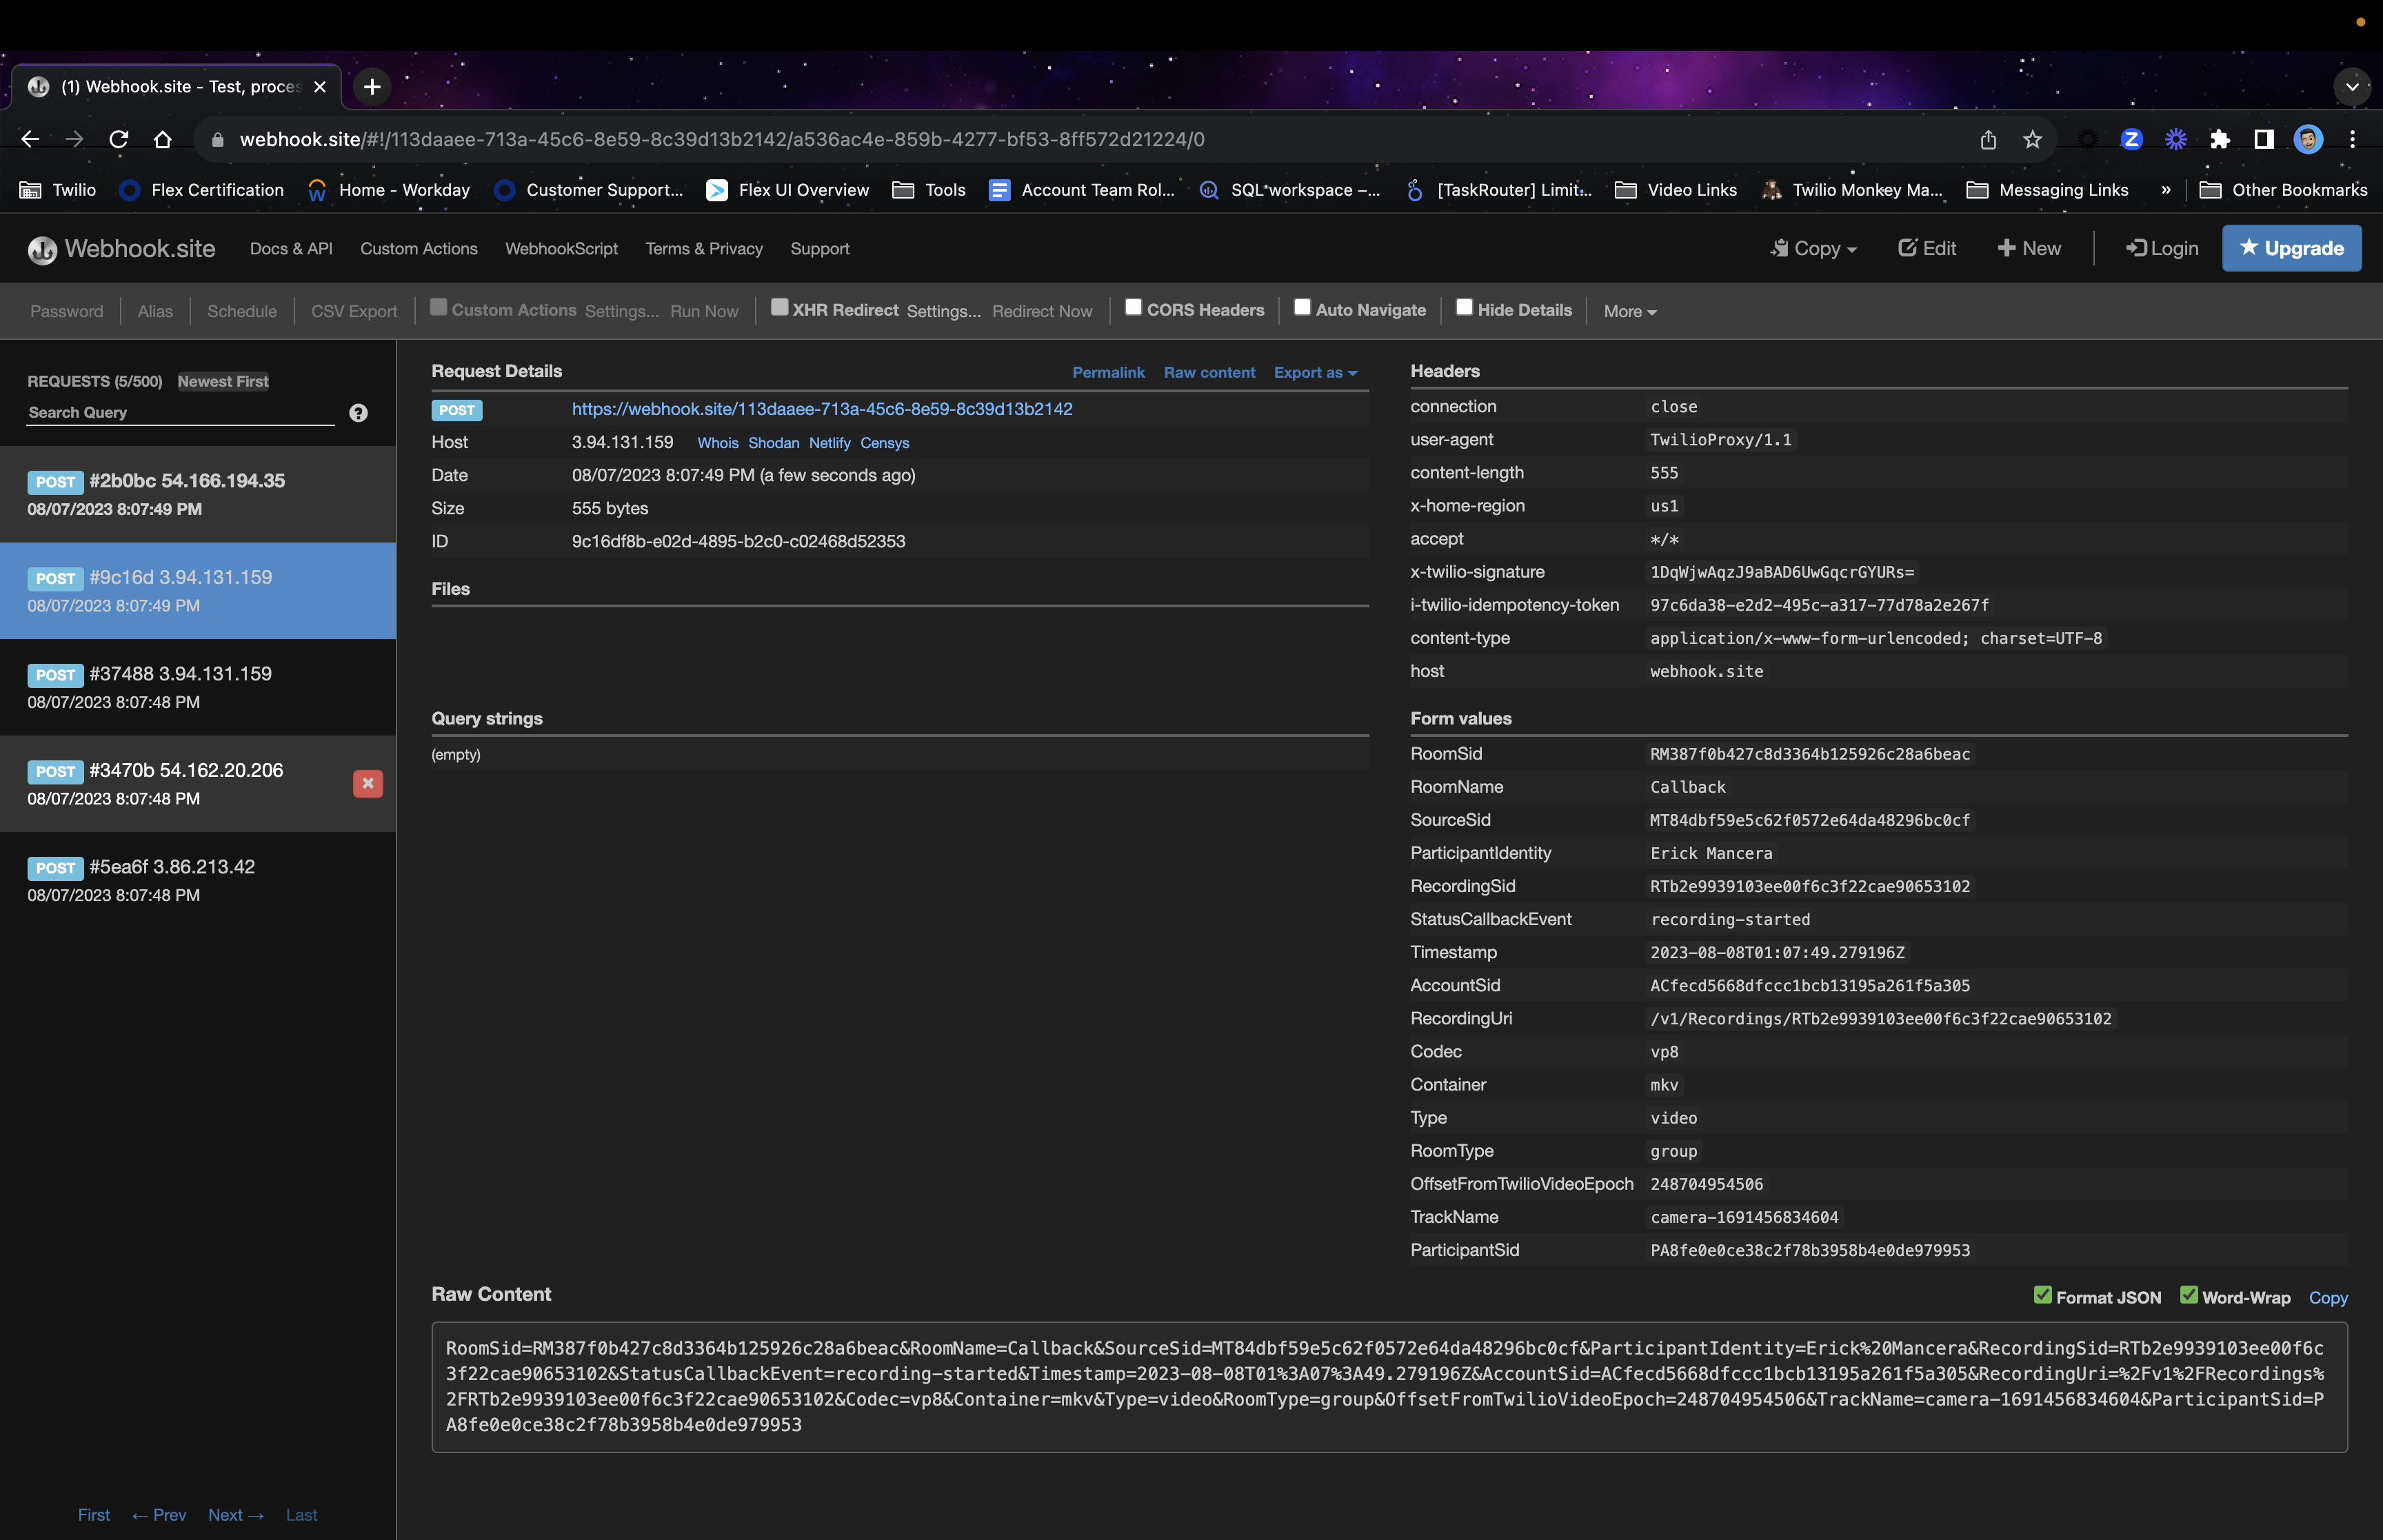 (1) Webhook.site - Test, proces
webhook.site/#!/113daaee-713a-45c6-8e59-8c39d13b2142/a536ac4e-859b-4277-bf53-8ff572d21224/0
Twilio Flex Certification Home - Workday Customer Support... Flex UI Overview Tools Account Team Rol... SQL workspace –... [TaskRouter] Limit... Video Links Twilio Monkey Ma... Messaging Links » Other Bookmarks
Webhook.site Docs & API Custom Actions WebhookScript Terms & Privacy Support Copy Edit New Login Upgrade
Password Alias Schedule CSV Export Custom Actions Settings... Run Now XHR Redirect Settings... Redirect Now CORS Headers Auto Navigate Hide Details More
REQUESTS (5/500) Newest First
Search Query
POST #2b0bc 54.166.194.35
08/07/2023 8:07:49 PM
POST #9c16d 3.94.131.159
08/07/2023 8:07:49 PM
POST #37488 3.94.131.159
08/07/2023 8:07:48 PM
POST #3470b 54.162.20.206
08/07/2023 8:07:48 PM
POST #5ea6f 3.86.213.42
08/07/2023 8:07:48 PM
First ← Prev Next → Last
Request Details Permalink Raw content Export as
POST https://webhook.site/113daaee-713a-45c6-8e59-8c39d13b2142
Host 3.94.131.159 Whois Shodan Netlify Censys
Date 08/07/2023 8:07:49 PM (a few seconds ago)
Size 555 bytes
ID 9c16df8b-e02d-4895-b2c0-c02468d52353
Files
Query strings
(empty)
Headers
connection close
user-agent TwilioProxy/1.1
content-length 555
x-home-region us1
accept */*
x-twilio-signature 1DqWjwAqzJ9aBAD6UwGqcrGYURs=
i-twilio-idempotency-token 97c6da38-e2d2-495c-a317-77d78a2e267f
content-type application/x-www-form-urlencoded; charset=UTF-8
host webhook.site
Form values
RoomSid RM387f0b427c8d3364b125926c28a6beac
RoomName Callback
SourceSid MT84dbf59e5c62f0572e64da48296bc0cf
ParticipantIdentity Erick Mancera
RecordingSid RTb2e9939103ee00f6c3f22cae90653102
StatusCallbackEvent recording-started
Timestamp 2023-08-08T01:07:49.279196Z
AccountSid ACfecd5668dfccc1bcb13195a261f5a305
RecordingUri /v1/Recordings/RTb2e9939103ee00f6c3f22cae90653102
Codec vp8
Container mkv
Type video
RoomType group
OffsetFromTwilioVideoEpoch 248704954506
TrackName camera-1691456834604
ParticipantSid PA8fe0e0ce38c2f78b3958b4e0de979953
Raw Content Format JSON Word-Wrap Copy
RoomSid=RM387f0b427c8d3364b125926c28a6beac&RoomName=Callback&SourceSid=MT84dbf59e5c62f0572e64da48296bc0cf&ParticipantIdentity=Erick%20Mancera&RecordingSid=RTb2e9939103ee00f6c
3f22cae90653102&StatusCallbackEvent=recording-started&Timestamp=2023-08-08T01%3A07%3A49.279196Z&AccountSid=ACfecd5668dfccc1bcb13195a261f5a305&RecordingUri=%2Fv1%2FRecordings%
2FRTb2e9939103ee00f6c3f22cae90653102&Codec=vp8&Container=mkv&Type=video&RoomType=group&OffsetFromTwilioVideoEpoch=248704954506&TrackName=camera-1691456834604&ParticipantSid=P
A8fe0e0ce38c2f78b3958b4e0de979953